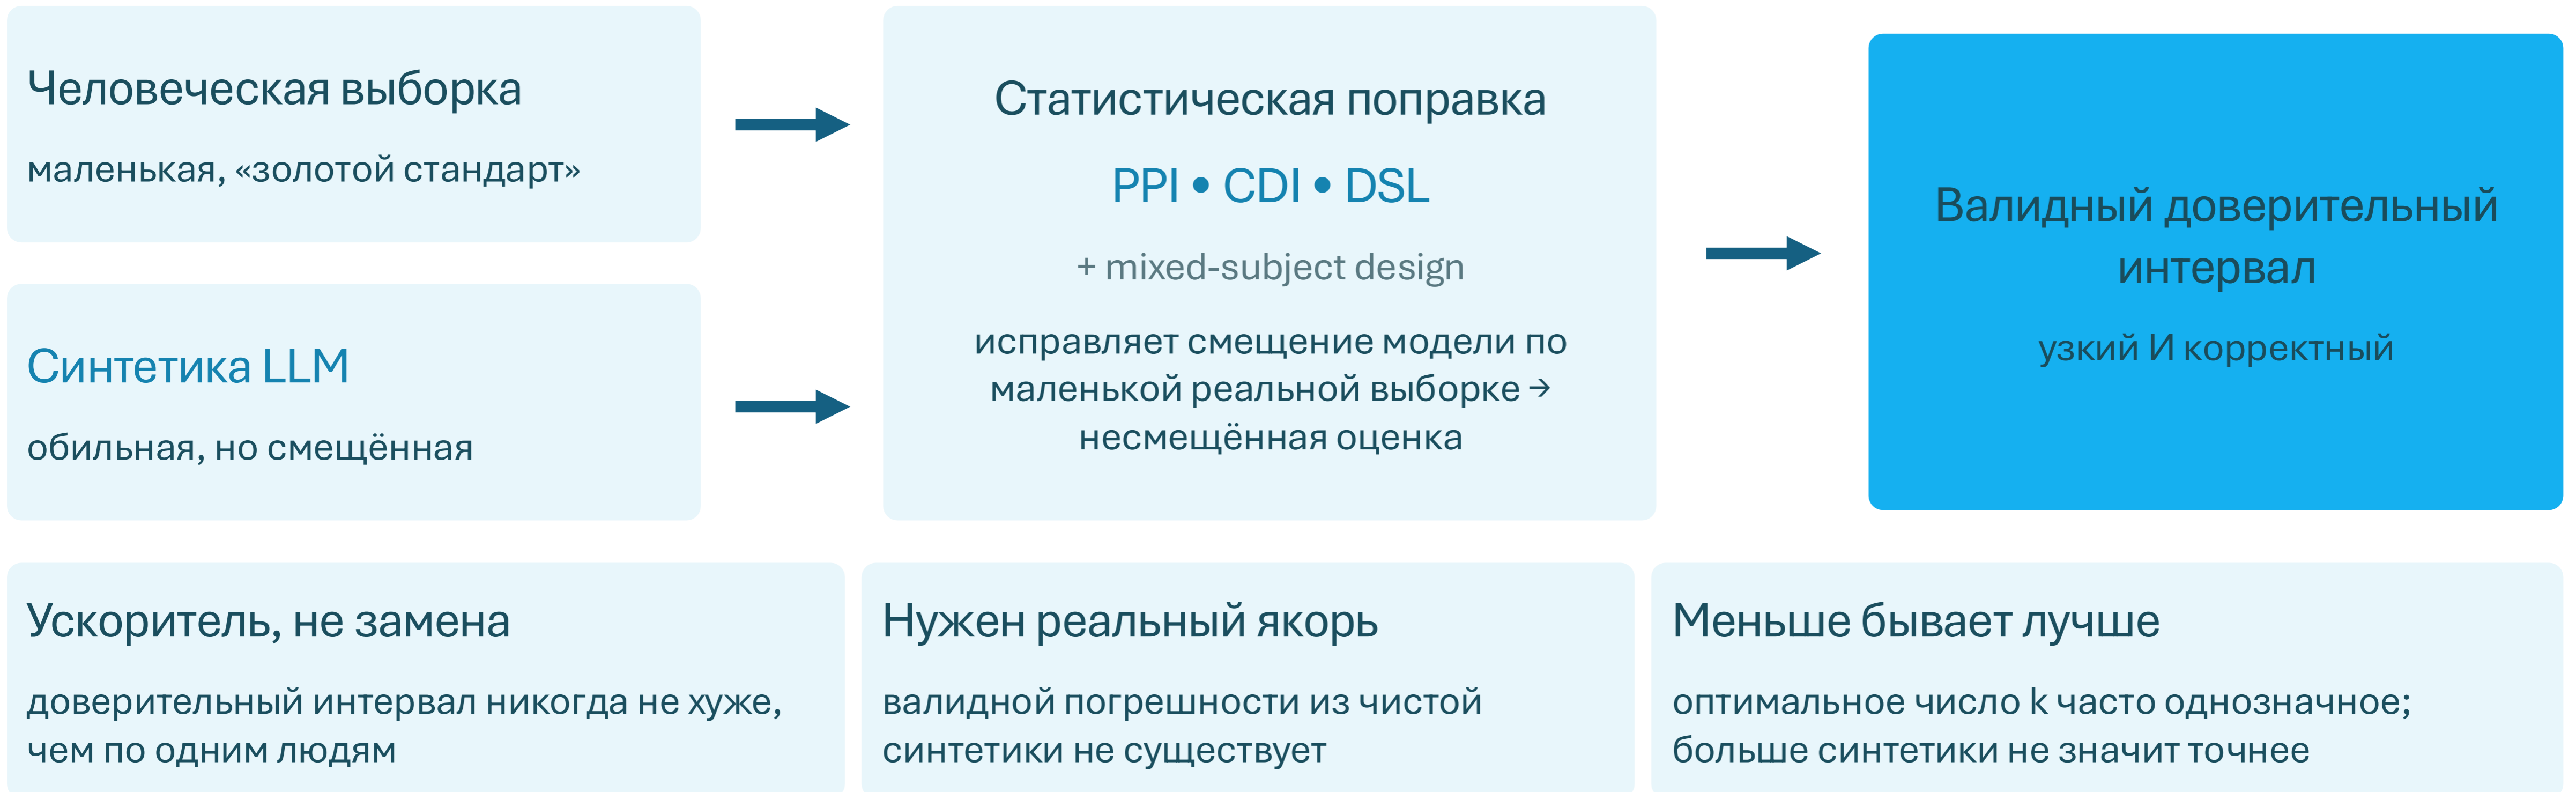 Человеческая выборка
маленькая, «золотой стандарт»
Синтетика LLM
обильная, но смещённая
Статистическая поправка
PPI • CDI • DSL
+ mixed-subject design
исправляет смещение модели по
маленькой реальной выборке →
несмещённая оценка
Валидный доверительный
интервал
узкий И корректный
Ускоритель, не замена
доверительный интервал никогда не хуже,
чем по одним людям
Нужен реальный якорь
валидной погрешности из чистой
синтетики не существует
Меньше бывает лучше
оптимальное число k часто однозначное;
больше синтетики не значит точнее